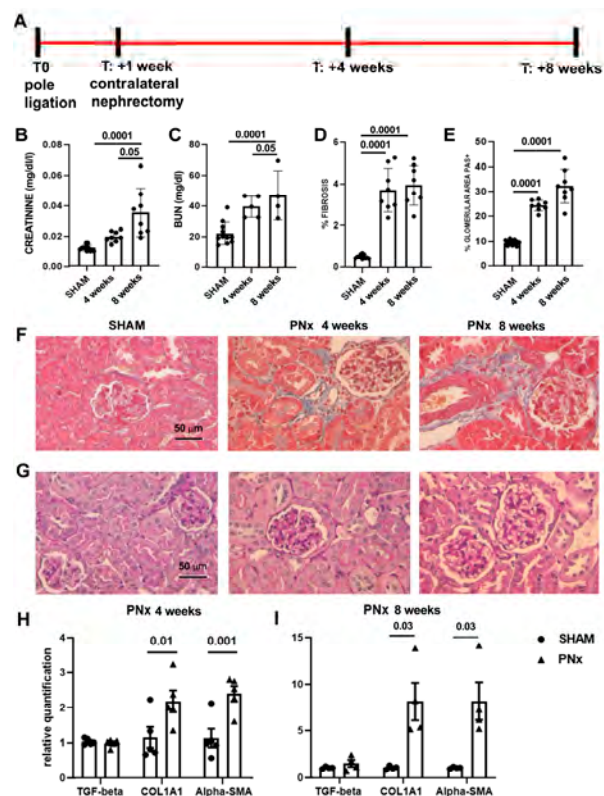 A
T0
pole
ligation
T: +1 week
contralateral
nephrectomy
T: +4 weeks
T: +8 weeks
B
CREATININE (mg/dl/l)
0.08
0.06
0.04
0.02
0.00
0.0001
0.05
SHAM
4 weeks
8 weeks
C
BUN (mg/dl)
80
60
40
20
0
0.0001
0.05
SHAM
4 weeks
8 weeks
D
% FIBROSIS
6
4
2
0
0.0001
0.0001
SHAM
4 weeks
8 weeks
E
% GLOMERULAR AREA PAS+
50
40
30
20
10
0
0.0001
0.0001
SHAM
4 weeks
8 weeks
SHAM
PNx 4 weeks
PNx 8 weeks
F
50 µm
G
50 µm
PNx 4 weeks
H
relative quantification
4
3
2
1
0
0.01
0.001
TGF-beta
COL1A1
Alpha-SMA
PNx 8 weeks
I
15
10
5
0
0.03
0.03
TGF-beta
COL1A1
Alpha-SMA
SHAM
PNx